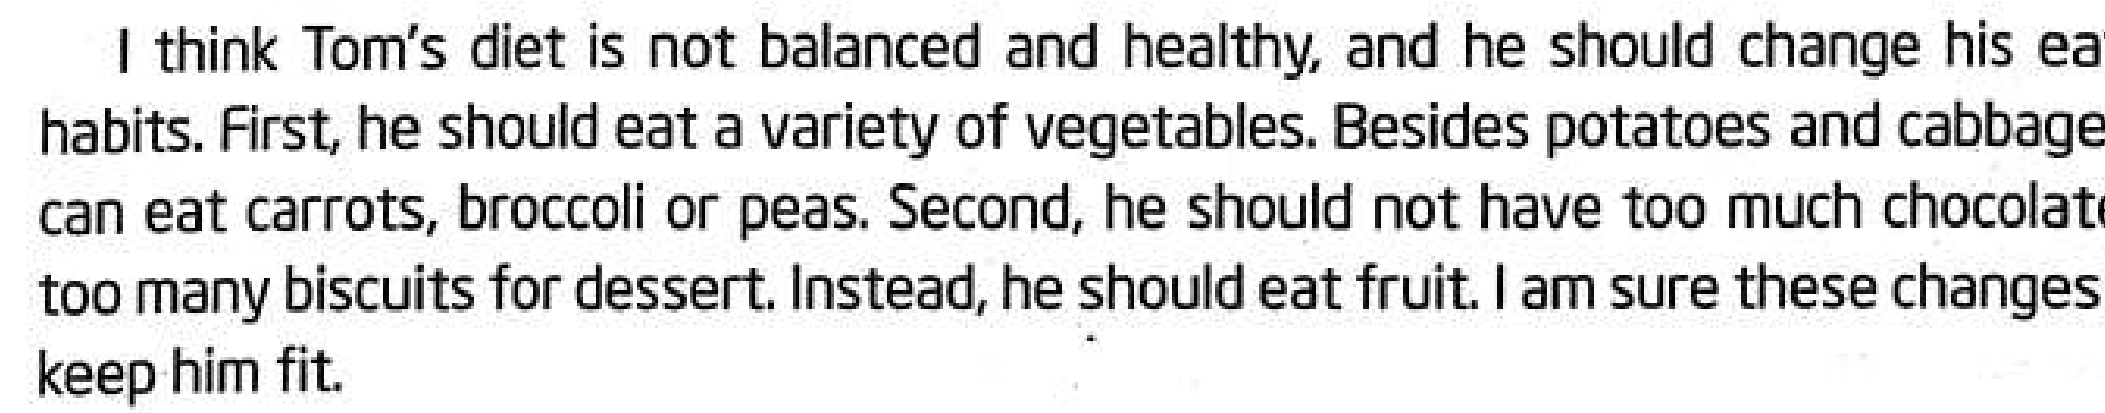 I think Tom's diet is not balanced and healthy, and he should change his
habits. First, he should eat a variety of vegetables. Besides potatoes and cabbage
can eat carrots, broccoli or peas. Second, he should not have too much chocolate
too many biscuits for dessert. Instead, he should eat fruit. I am sure these changes
keep him fit.